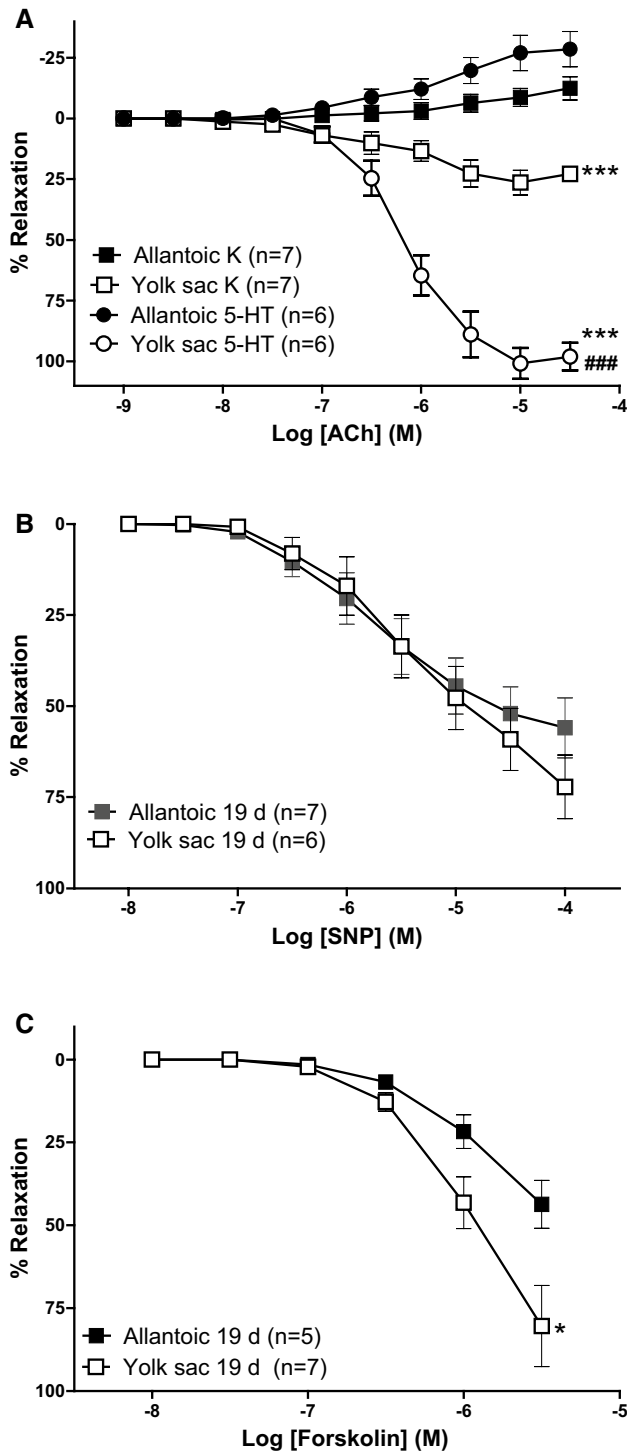 A
-25
0
25
50
75
100
% Relaxation
***
***
###
Allantoic K (n=7)
Yolk sac K (n=7)
Allantoic 5-HT (n=6)
Yolk sac 5-HT (n=6)
-9 -8 -7 -6 -5 -4
Log [ACh] (M)
B
0
25
50
75
100
% Relaxation
Allantoic 19 d (n=7)
Yolk sac 19 d (n=6)
-8 -7 -6 -5 -4
Log [SNP] (M)
C
0
25
50
75
100
% Relaxation
*
Allantoic 19 d (n=5)
Yolk sac 19 d (n=7)
-8 -7 -6 -5
Log [Forskolin] (M)